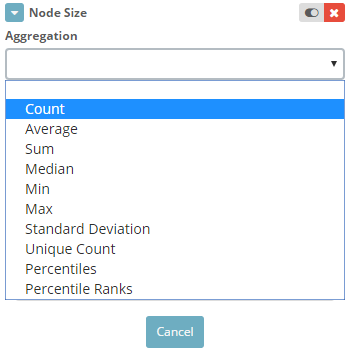 Node Size
Aggregation
Count
Average
Sum
Median
Min
Max
Standard Deviation
Unique Count
Percentiles
Percentile Ranks
Cancel